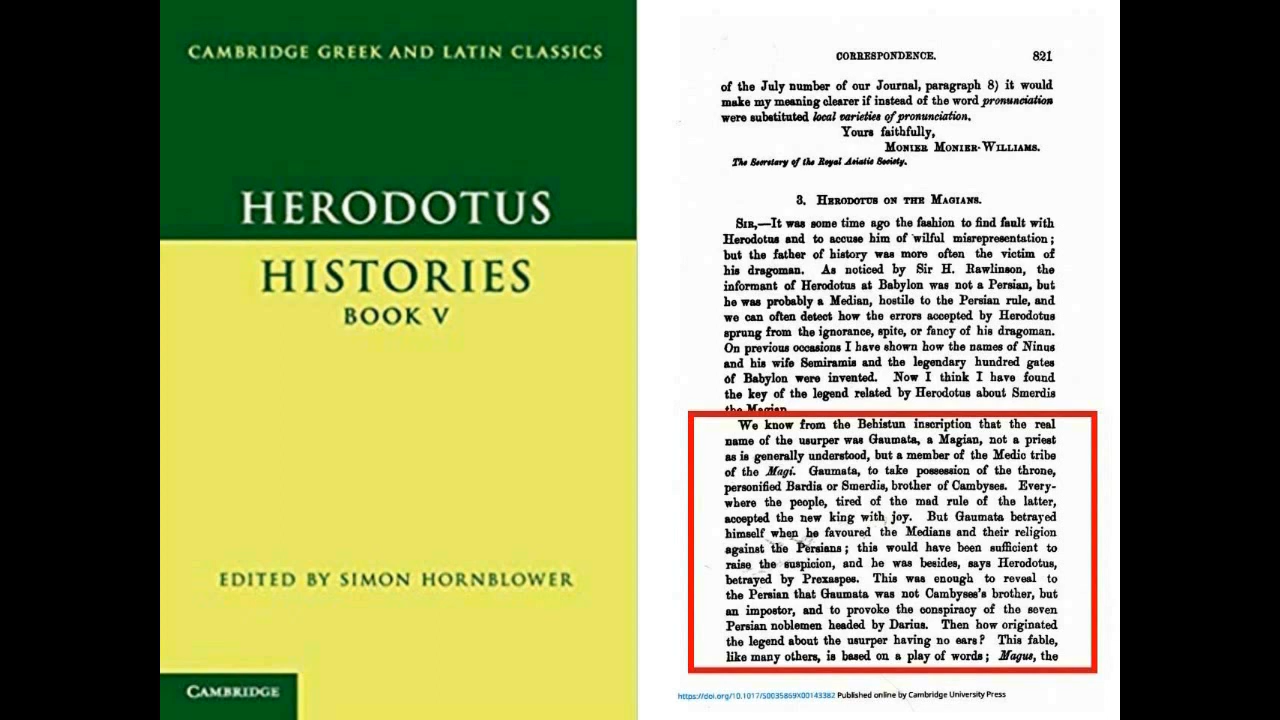 CAMBRIDGE GREEK AND LATIN CLASSICS
HERODOTUS
HISTORIES
BOOK V
EDITED BY SIMON HORNBLOWER
CAMBRIDGE
CORRESPONDENCE. 821
of the July number of our Journal, paragraph 8) it would
make my meaning clearer if instead of the word pronunciation
were substituted local varieties of pronunciation.
Yours faithfully,
MONIER MONIER-WILLIAMS.
The Secretary of the Royal Asiatic Society.
3. HERODOTUS ON THE MAGIANS.
SIR,—It was some time ago the fashion to find fault with
Herodotus and to accuse him of wilful misrepresentation;
but the father of history was more often the victim of
his dragoman. As noticed by Sir H. Rawlinson, the
informant of Herodotus at Babylon was not a Persian, but
he was probably a Median, hostile to the Persian rule, and
we can often detect how the errors accepted by Herodotus
sprung from the ignorance, spite, or fancy of his dragoman.
On previous occasions I have shown how the names of Ninus
and his wife Semiramis and the legendary hundred gates
of Babylon were invented. Now I think I have found
the key of the legend related by Herodotus about Smerdis
the Magian.
We know from the Behistun inscription that the real
name of the usurper was Gaumata, a Magian, not a priest
as is generally understood, but a member of the Medic tribe
of the Magi. Gaumata, to take possession of the throne,
personified Bardia or Smerdis, brother of Cambyses. Every-
where the people, tired of the mad rule of the latter,
accepted the new king with joy. But Gaumata betrayed
himself when he favoured the Medians and their religion
against the Persians; this would have been sufficient to
raise the suspicion, and he was besides, says Herodotus,
betrayed by Prexaspes. This was enough to reveal to
the Persian that Gaumata was not Cambyses's brother, but
an impostor, and to provoke the conspiracy of the seven
Persian noblemen headed by Darius. Then how originated
the legend about the usurper having no ears? This fable,
like many others, is based on a play of words; Magus, the
https://doi.org/10.1017/S0035869X00143382 Published online by Cambridge University Press